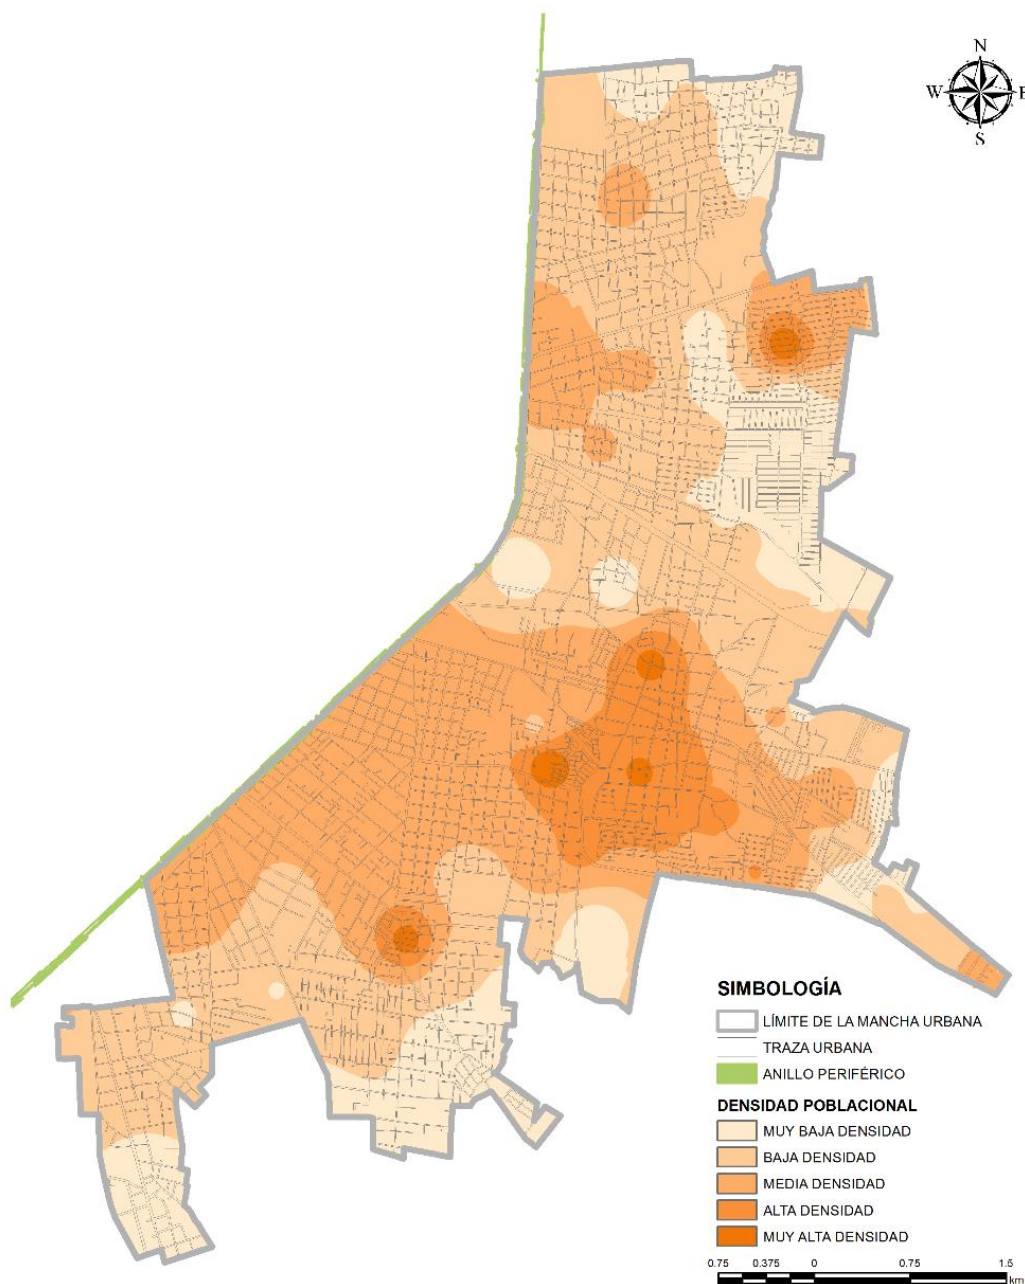 N
W E
S
SIMBOLOGÍA
LÍMITE DE LA MANCHA URBANA
TRAZA URBANA
ANILLO PERIFÉRICO
DENSIDAD POBLACIONAL
MUY BAJA DENSIDAD
BAJA DENSIDAD
MEDIA DENSIDAD
ALTA DENSIDAD
MUY ALTA DENSIDAD
0.75 0.375 0 0.75 1.5
km